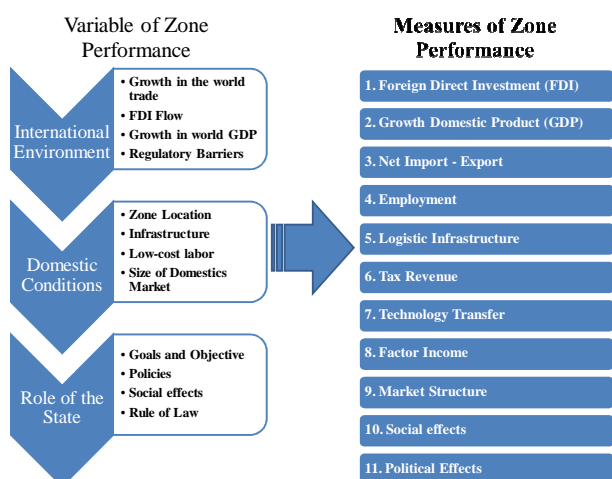 Variable of Zone
Performance
International
Environment
• Growth in the world
trade
• FDI Flow
• Growth in world GDP
• Regulatory Barriers
Domestic
Conditions
• Zone Location
• Infrastructure
• Low-cost labor
• Size of Domestics
Market
Role of the
State
• Goals and Objective
• Policies
• Social effects
• Rule of Law
Measures of Zone
Performance
1. Foreign Direct Investment (FDI)
2. Growth Domestic Product (GDP)
3. Net Import - Export
4. Employment
5. Logistic Infrastructure
6. Tax Revenue
7. Technology Transfer
8. Factor Income
9. Market Structure
10. Social effects
11. Political Effects